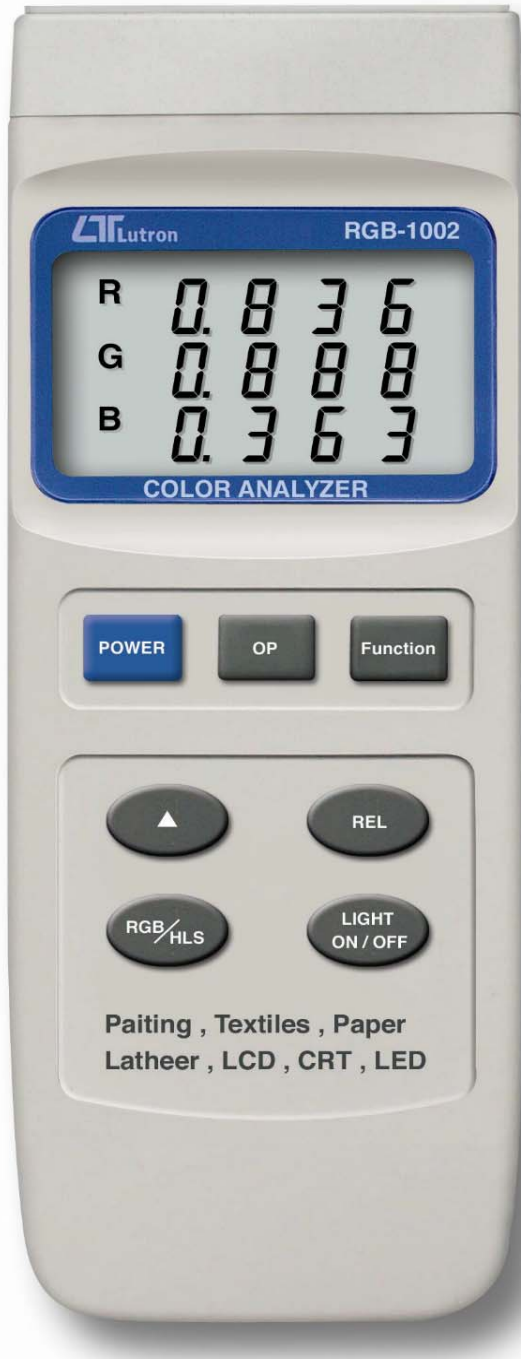 Lutron RGB-1002
R 0.836
G 0.888
B 0.363
COLOR ANALYZER
POWER OP Function
▲ REL
RGB/HLS LIGHT
ON / OFF
Paiting , Textiles , Paper
Latheer , LCD , CRT , LED